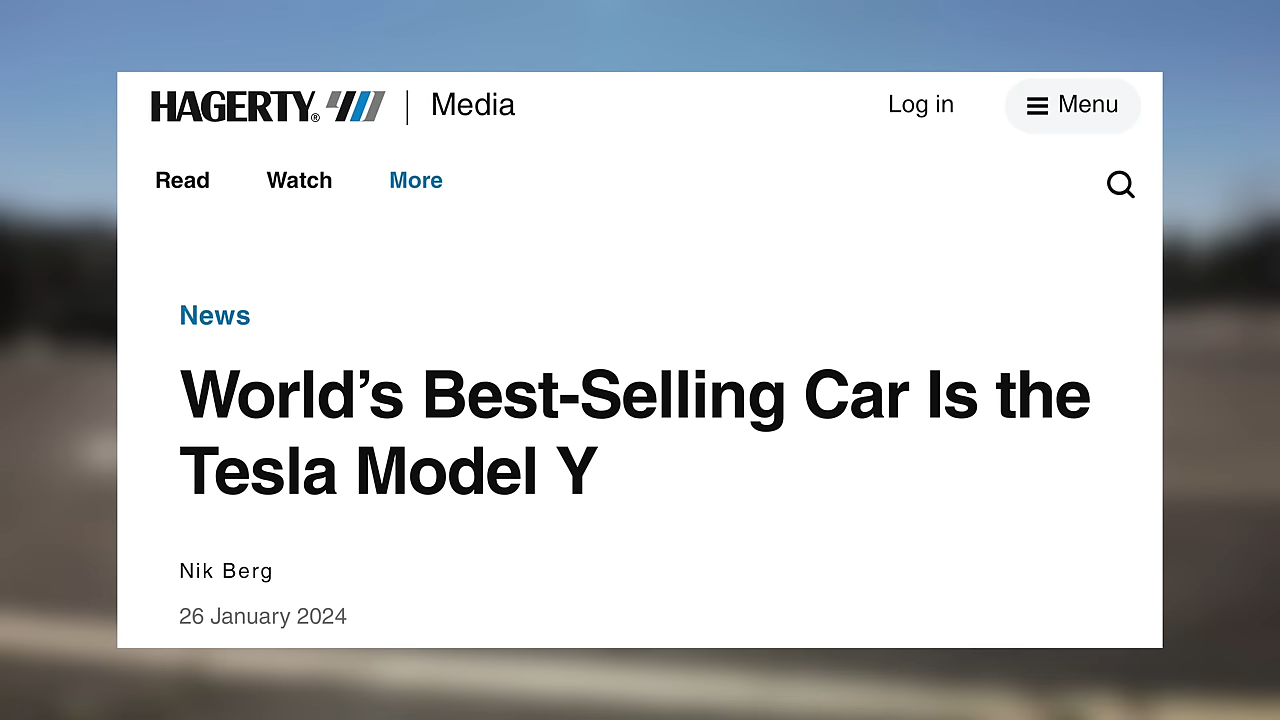 HAGERTY® | Media
Log in
Menu
Read
Watch
More
News
World’s Best-Selling Car Is the
Tesla Model Y
Nik Berg
26 January 2024